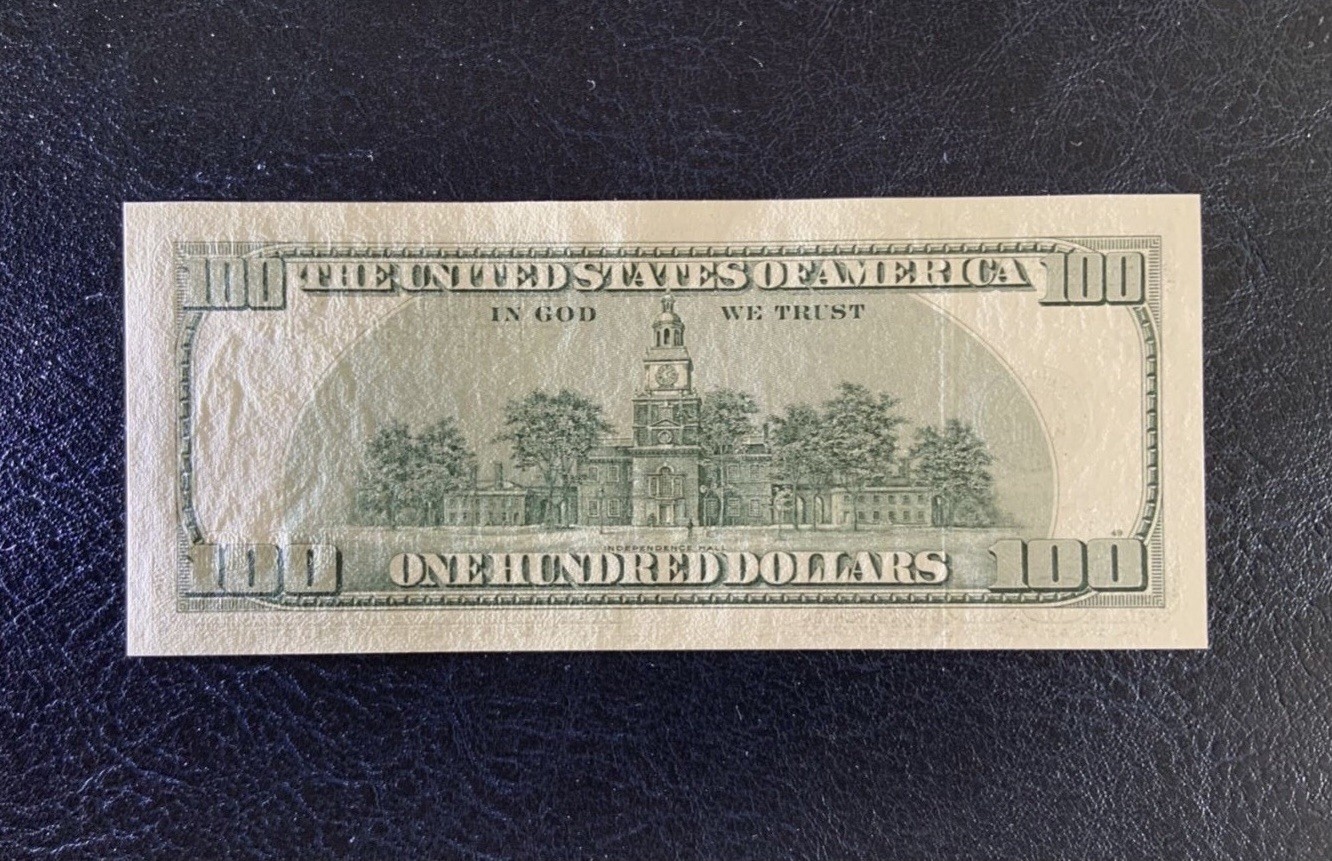 100 THE UNITED STATES OF AMERICA 100
IN GOD WE TRUST
INDEPENDENCE HALL
100 ONE HUNDRED DOLLARS 100